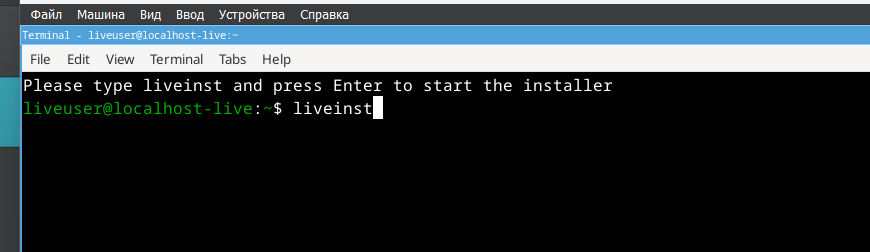 Файл Машина Вид Ввод Устройства Справка
Terminal - liveuser@localhost-live:~
File Edit View Terminal Tabs Help
Please type liveinst and press Enter to start the installer
liveuser@localhost-live:~$ liveinst